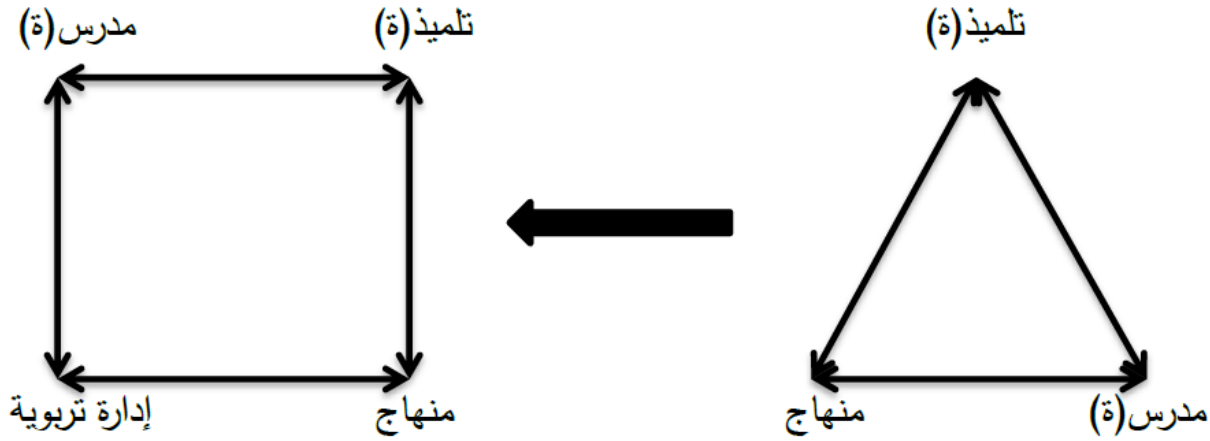 تلميذ(ة)
مدرس(ة)
منهاج
تلميذ(ة)
مدرس(ة)
منهاج
إدارة تربوية